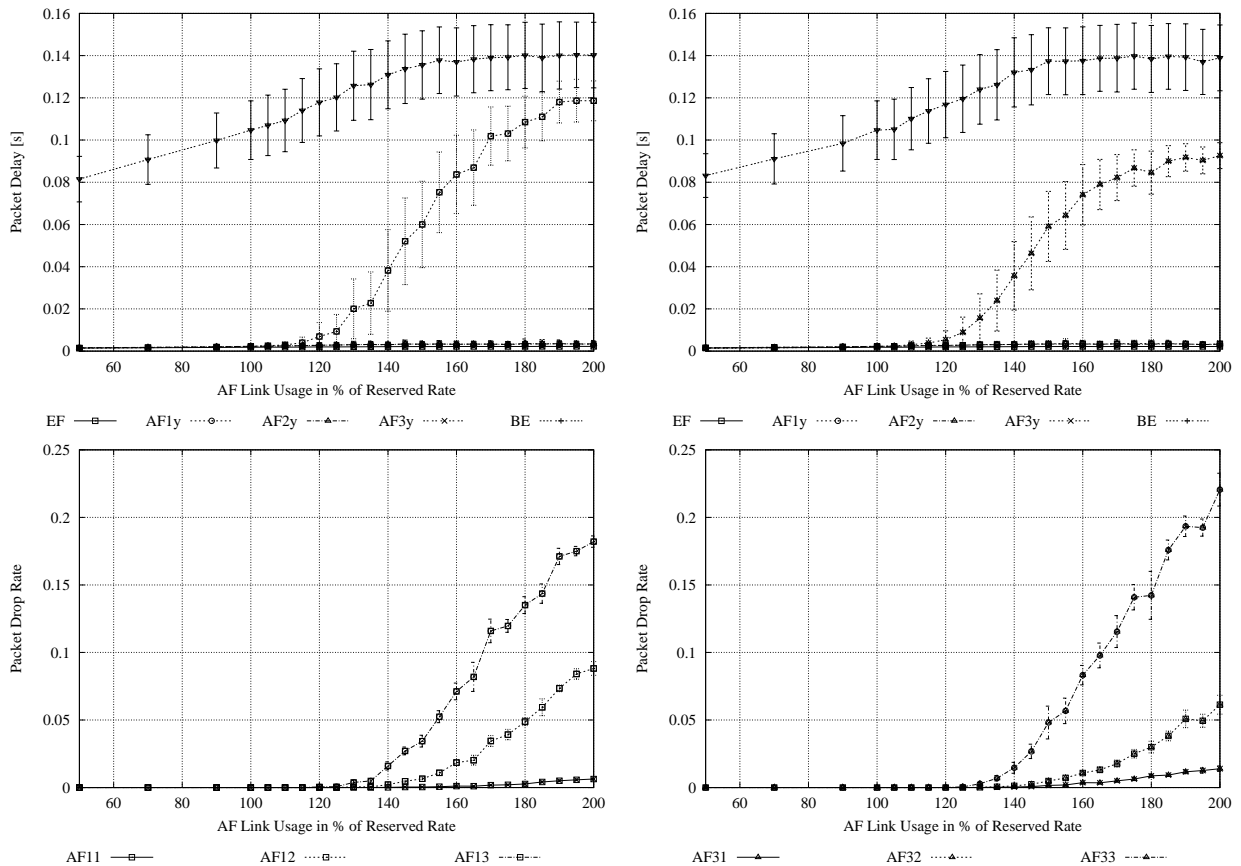 0.16
0.14
0.12
0.1
0.08
0.06
0.04
0.02
0
Packet Delay [s]
60 80 100 120 140 160 180 200
AF Link Usage in % of Reserved Rate
EF AF1y AF2y AF3y BE
0.16
0.14
0.12
0.1
0.08
0.06
0.04
0.02
0
Packet Delay [s]
60 80 100 120 140 160 180 200
AF Link Usage in % of Reserved Rate
EF AF1y AF2y AF3y BE
0.25
0.2
0.15
0.1
0.05
0
Packet Drop Rate
60 80 100 120 140 160 180 200
AF Link Usage in % of Reserved Rate
AF11 AF12 AF13
0.25
0.2
0.15
0.1
0.05
0
Packet Drop Rate
60 80 100 120 140 160 180 200
AF Link Usage in % of Reserved Rate
AF31 AF32 AF33